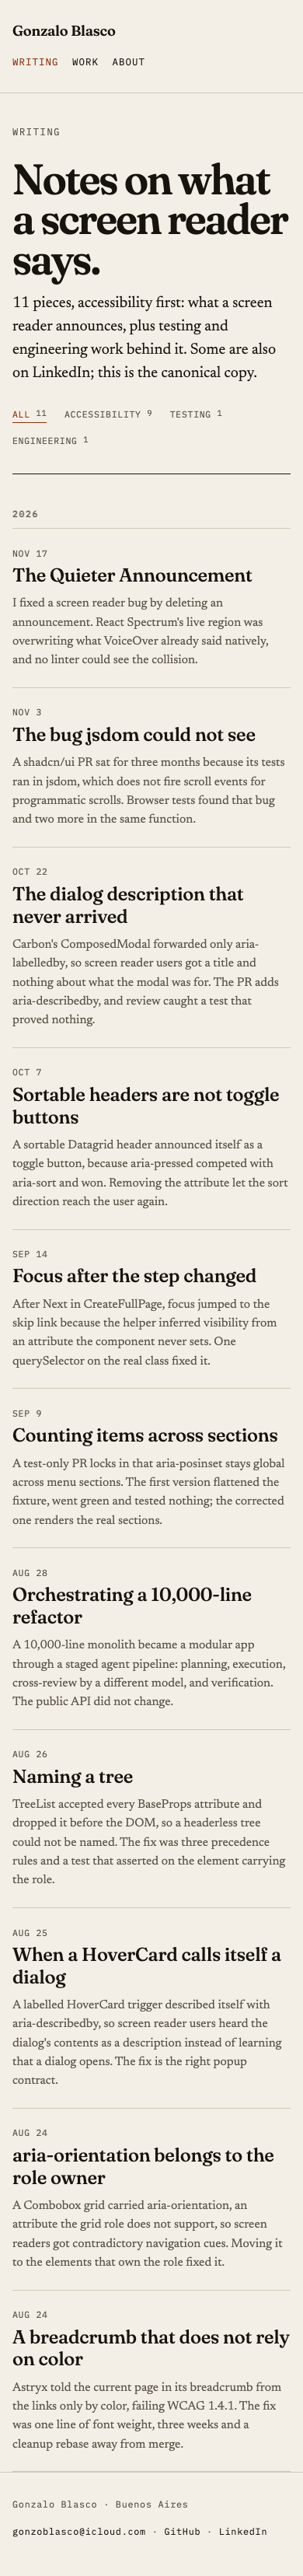 Gonzalo Blasco
WRITING WORK ABOUT
WRITING
Notes on what
a screen reader
says.
11 pieces, accessibility first: what a screen
reader announces, plus testing and
engineering work behind it. Some are also
on LinkedIn; this is the canonical copy.
ALL 11 ACCESSIBILITY 9 TESTING 1
ENGINEERING 1
2026
NOV 17
The Quieter Announcement
I fixed a screen reader bug by deleting an
announcement. React Spectrum's live region was
overwriting what VoiceOver already said natively,
and no linter could see the collision.
NOV 3
The bug jsdom could not see
A shadcn/ui PR sat for three months because its tests
ran in jsdom, which does not fire scroll events for
programmatic scrolls. Browser tests found that bug
and two more in the same function.
OCT 22
The dialog description that
never arrived
Carbon's ComposedModal forwarded only aria-
labelledby, so screen reader users got a title and
nothing about what the modal was for. The PR adds
aria-describedby, and review caught a test that
proved nothing.
OCT 7
Sortable headers are not toggle
buttons
A sortable Datagrid header announced itself as a
toggle button, because aria-pressed competed with
aria-sort and won. Removing the attribute let the sort
direction reach the user again.
SEP 14
Focus after the step changed
After Next in CreateFullPage, focus jumped to the
skip link because the helper inferred visibility from
an attribute the component never sets. One
querySelector on the real class fixed it.
SEP 9
Counting items across sections
A test-only PR locks in that aria-posinset stays global
across menu sections. The first version flattened the
fixture, went green and tested nothing; the corrected
one renders the real sections.
AUG 28
Orchestrating a 10,000-line
refactor
A 10,000-line monolith became a modular app
through a staged agent pipeline: planning, execution,
cross-review by a different model, and verification.
The public API did not change.
AUG 26
Naming a tree
TreeList accepted every BaseProps attribute and
dropped it before the DOM, so a headerless tree
could not be named. The fix was three precedence
rules and a test that asserted on the element carrying
the role.
AUG 25
When a HoverCard calls itself a
dialog
A labelled HoverCard trigger described itself with
aria-describedby, so screen reader users heard the
dialog's contents as a description instead of learning
that a dialog opens. The fix is the right popup
contract.
AUG 24
aria-orientation belongs to the
role owner
A Combobox grid carried aria-orientation, an
attribute the grid role does not support, so screen
readers got contradictory navigation cues. Moving it
to the elements that own the role fixed it.
AUG 24
A breadcrumb that does not rely
on color
Astryx told the current page in its breadcrumb from
the links only by color, failing WCAG 1.4.1. The fix
was one line of font weight, three weeks and a
cleanup rebase away from merge.
Gonzalo Blasco · Buenos Aires
gonzoblasco@icloud.com · GitHub · LinkedIn